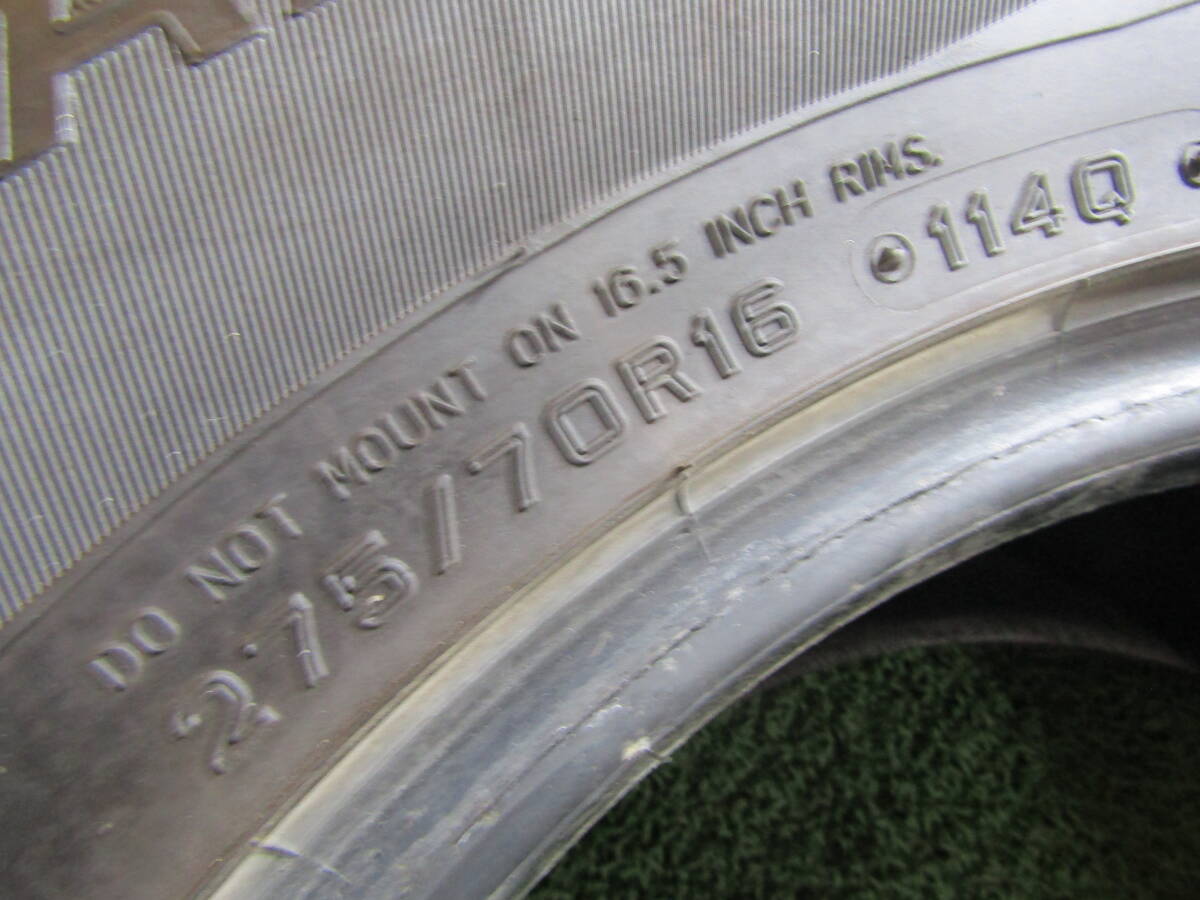 DO NOT MOUNT ON 16.5 INCH RIMS.
275/70R16 114Q